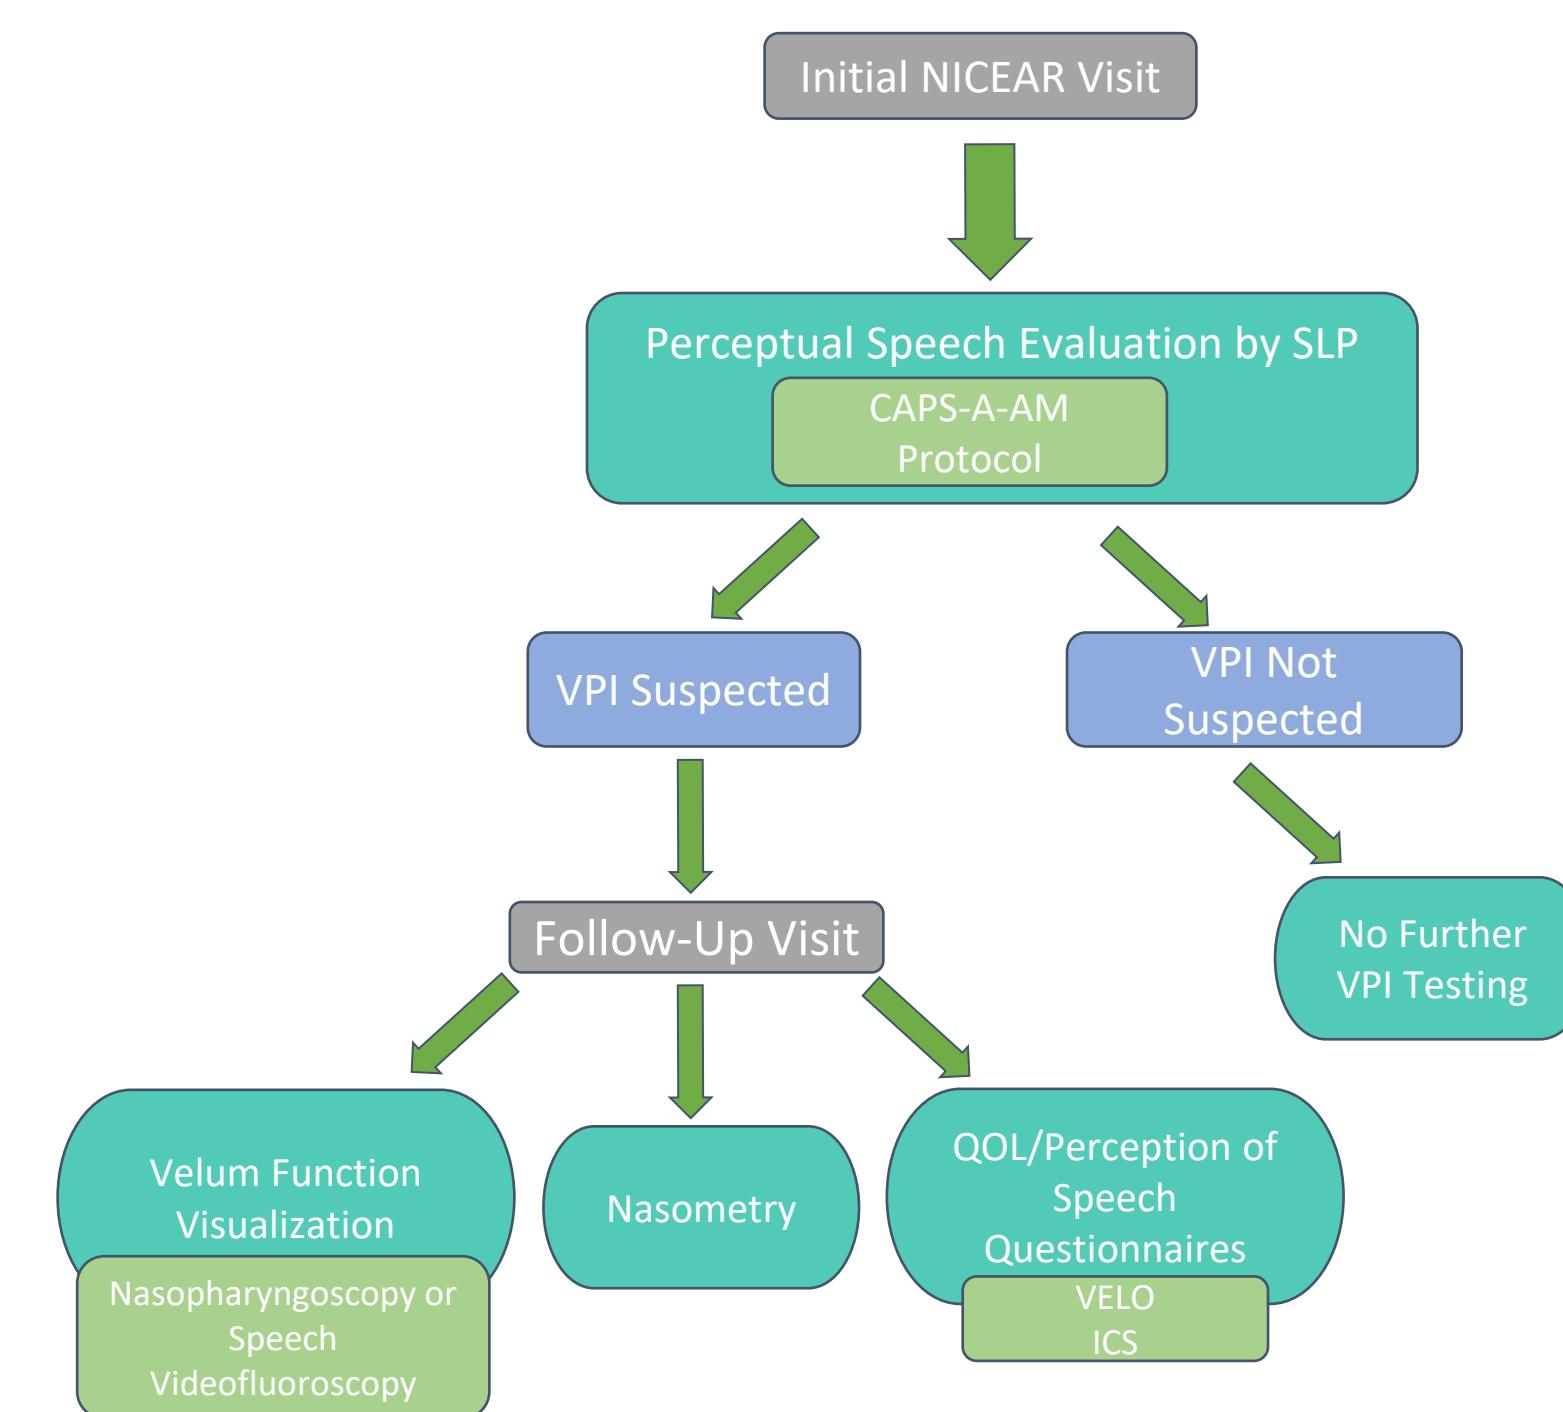 Initial NICEAR Visit
Perceptual Speech Evaluation by SLP
CAPS-A-AM
Protocol
VPI Suspected
VPI Not
Suspected
Follow-Up Visit
No Further
VPI Testing
Velum Function
Visualization
Nasopharyngoscopy or
Speech
Videofluoroscopy
Nasometry
QOL/Perception of
Speech
Questionnaires
VELO
ICS